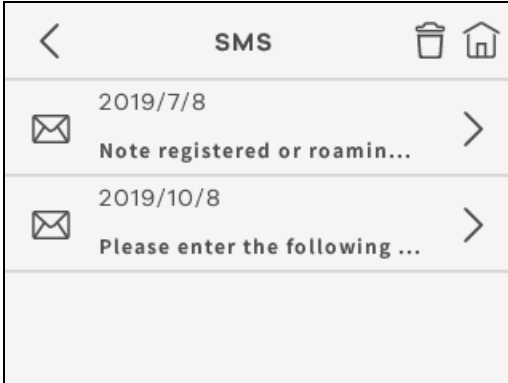 SMS
2019/7/8
Note registered or roamin...
2019/10/8
Please enter the following ...